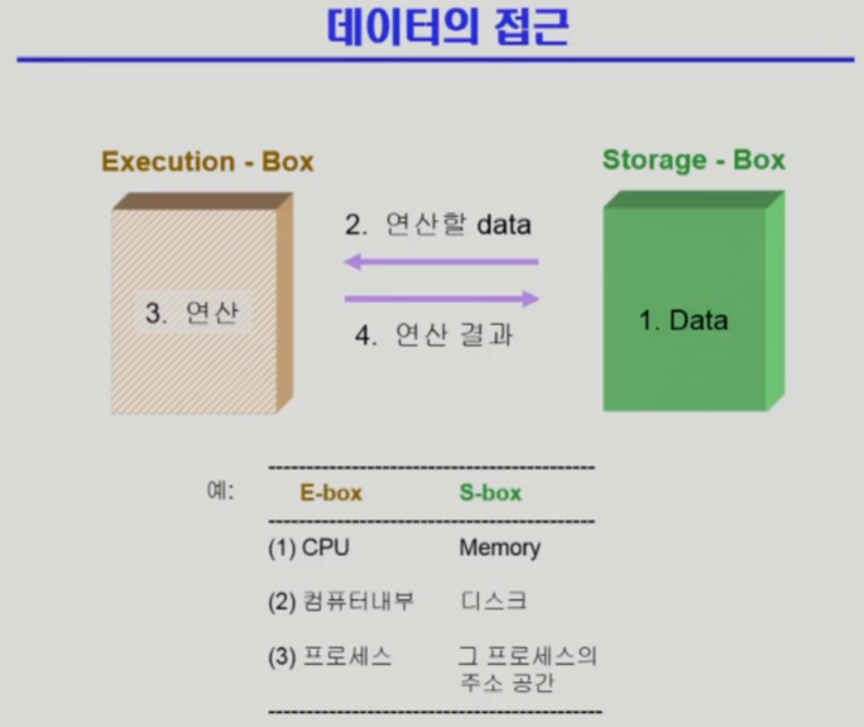 데이터의 접근
Execution - Box
Storage - Box
2. 연산할 data
3. 연산
1. Data
4. 연산 결과
-------------------------------------------
예: E-box S-box
-------------------------------------------
(1) CPU Memory
(2) 컴퓨터내부 디스크
(3) 프로세스 그 프로세스의
주소 공간
--------------------------------------------